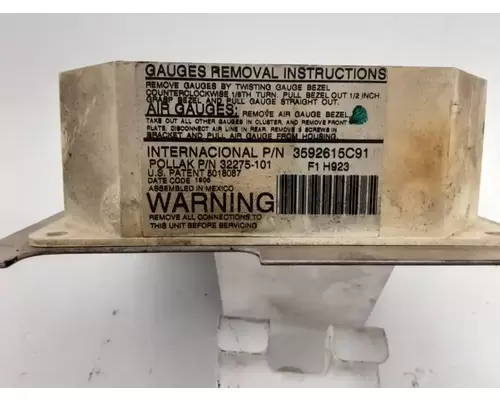 GAUGES REMOVAL INSTRUCTIONS
REMOVE GAUGES BY TWISTING GAUGE BEZEL
COUNTERCLOCKWISE 1/8TH TURN. PULL BEZEL OUT 1/2 INCH.
GRASP BEZEL AND PULL GAUGE STRAIGHT OUT.
AIR GAUGES: REMOVE AIR GAUGE BEZEL
TAKE OUT ALL OTHER GAUGES IN CLUSTER, AND REMOVE FRONT
PLATE, DISCONNECT AIR LINE IN REAR. REMOVE 5 SCREWS IN
BRACKET AND PULL AIR GAUGE FROM HOUSING.
INTERNACIONAL P/N 3592615C91
POLLAK P/N 32275-101 F1 H923
U.S. PATENT 5018087
DATE CODE 1906
ASSEMBLED IN MEXICO
WARNING
REMOVE ALL CONNECTIONS TO
THIS UNIT BEFORE SERVICING